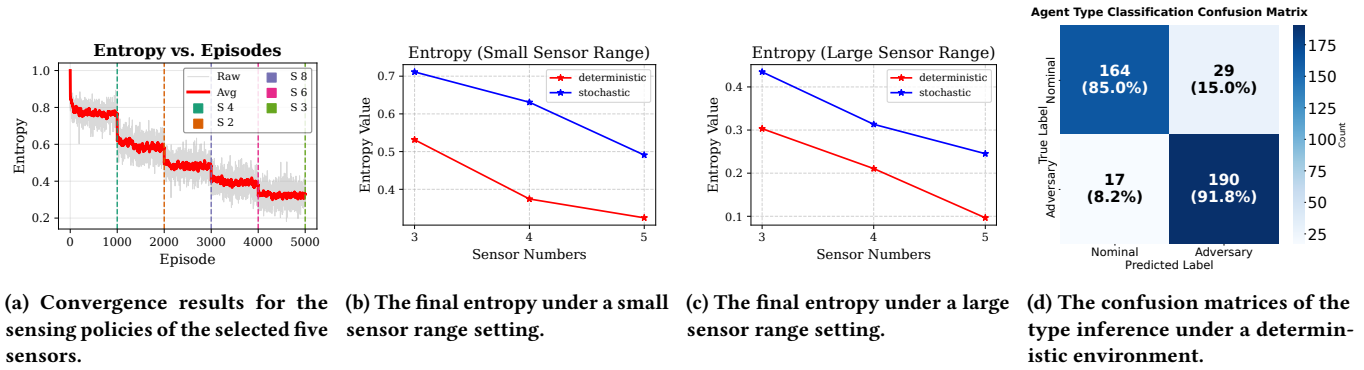 Entropy vs. Episodes
Entropy
1.0
0.8
0.6
0.4
0.2
Raw
Avg
S 4
S 2
S 8
S 6
S 3
0 1000 2000 3000 4000 5000
Episode
(a) Convergence results for the
sensing policies of the selected five
sensors.
Entropy (Small Sensor Range)
Entropy Value
0.7
0.6
0.5
0.4
deterministic
stochastic
3 4 5
Sensor Numbers
(b) The final entropy under a small
sensor range setting.
Entropy (Large Sensor Range)
Entropy Value
0.4
0.3
0.2
0.1
deterministic
stochastic
3 4 5
Sensor Numbers
(c) The final entropy under a large
sensor range setting.
Agent Type Classification Confusion Matrix
True Label
Nominal
Adversary
164
(85.0%)
29
(15.0%)
17
(8.2%)
190
(91.8%)
Nominal Adversary
Predicted Label
175
150
125
100
75
50
25
Count
(d) The confusion matrices of the
type inference under a determin-
istic environment.